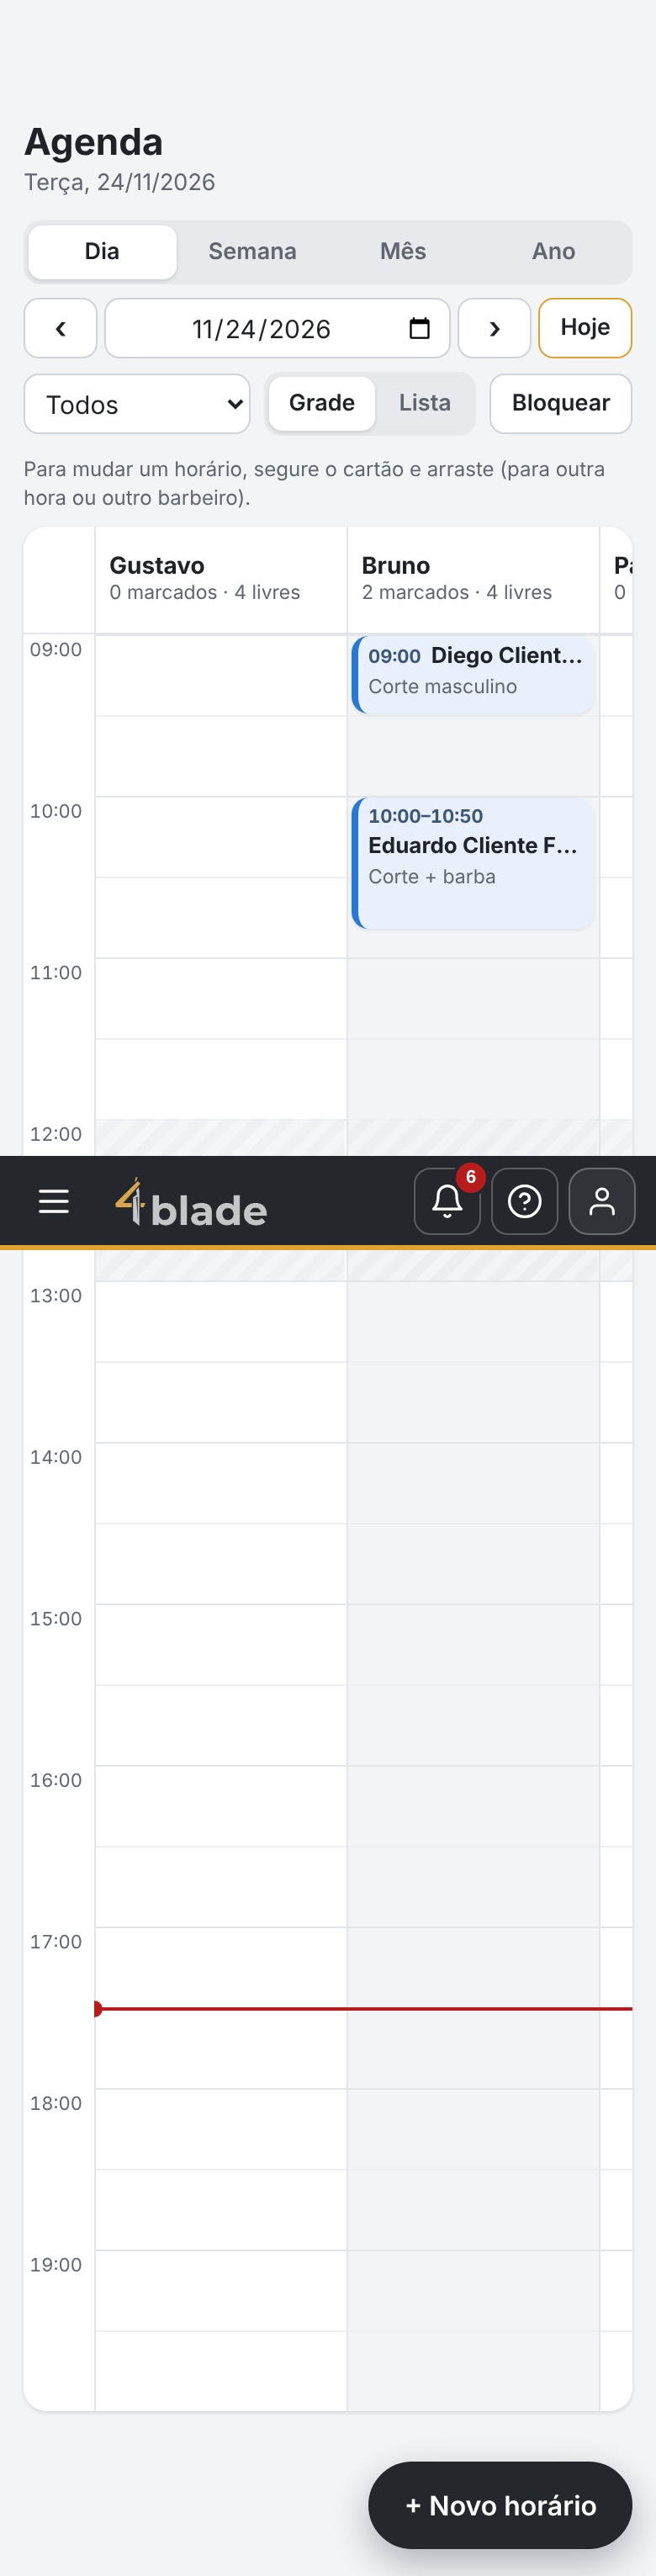 Agenda
Terça, 24/11/2026
Dia Semana Mês Ano
‹ 11/24/2026 › Hoje
Todos Grade Lista Bloquear
Para mudar um horário, segure o cartão e arraste (para outra
hora ou outro barbeiro).
Gustavo Bruno Pa
0 marcados · 4 livres 2 marcados · 4 livres 0
09:00 09:00 Diego Client...
Corte masculino
10:00 10:00–10:50
Eduardo Cliente F...
Corte + barba
11:00
12:00
4blade 6
13:00
14:00
15:00
16:00
17:00
18:00
19:00
+ Novo horário